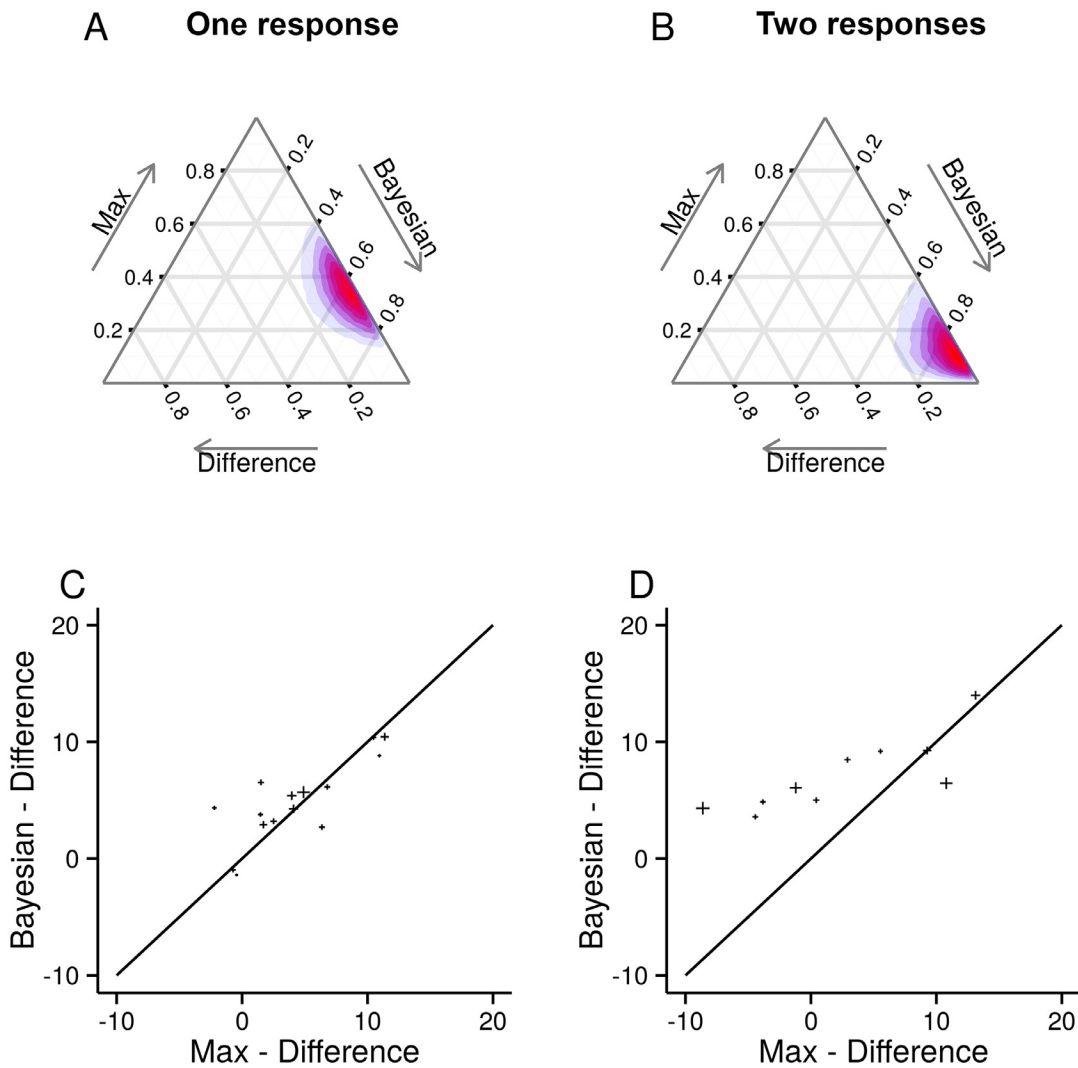 A One response
B Two responses
0.8
0.6
0.4
0.2
0.2
0.4
0.6
0.8
0.8
0.6
0.4
0.2
Max
Bayesian
Difference
0.8
0.6
0.4
0.2
0.2
0.4
0.6
0.8
0.8
0.6
0.4
0.2
Max
Bayesian
Difference
C
20
10
0
-10
-10 0 10 20
Bayesian - Difference
Max - Difference
D
20
10
0
-10
-10 0 10 20
Bayesian - Difference
Max - Difference